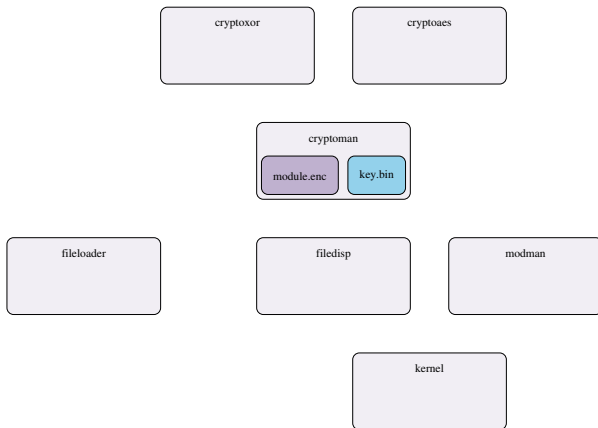 cryptoxor
cryptoaes
cryptoman
module.enc
key.bin
fileloader
filedisp
modman
kernel